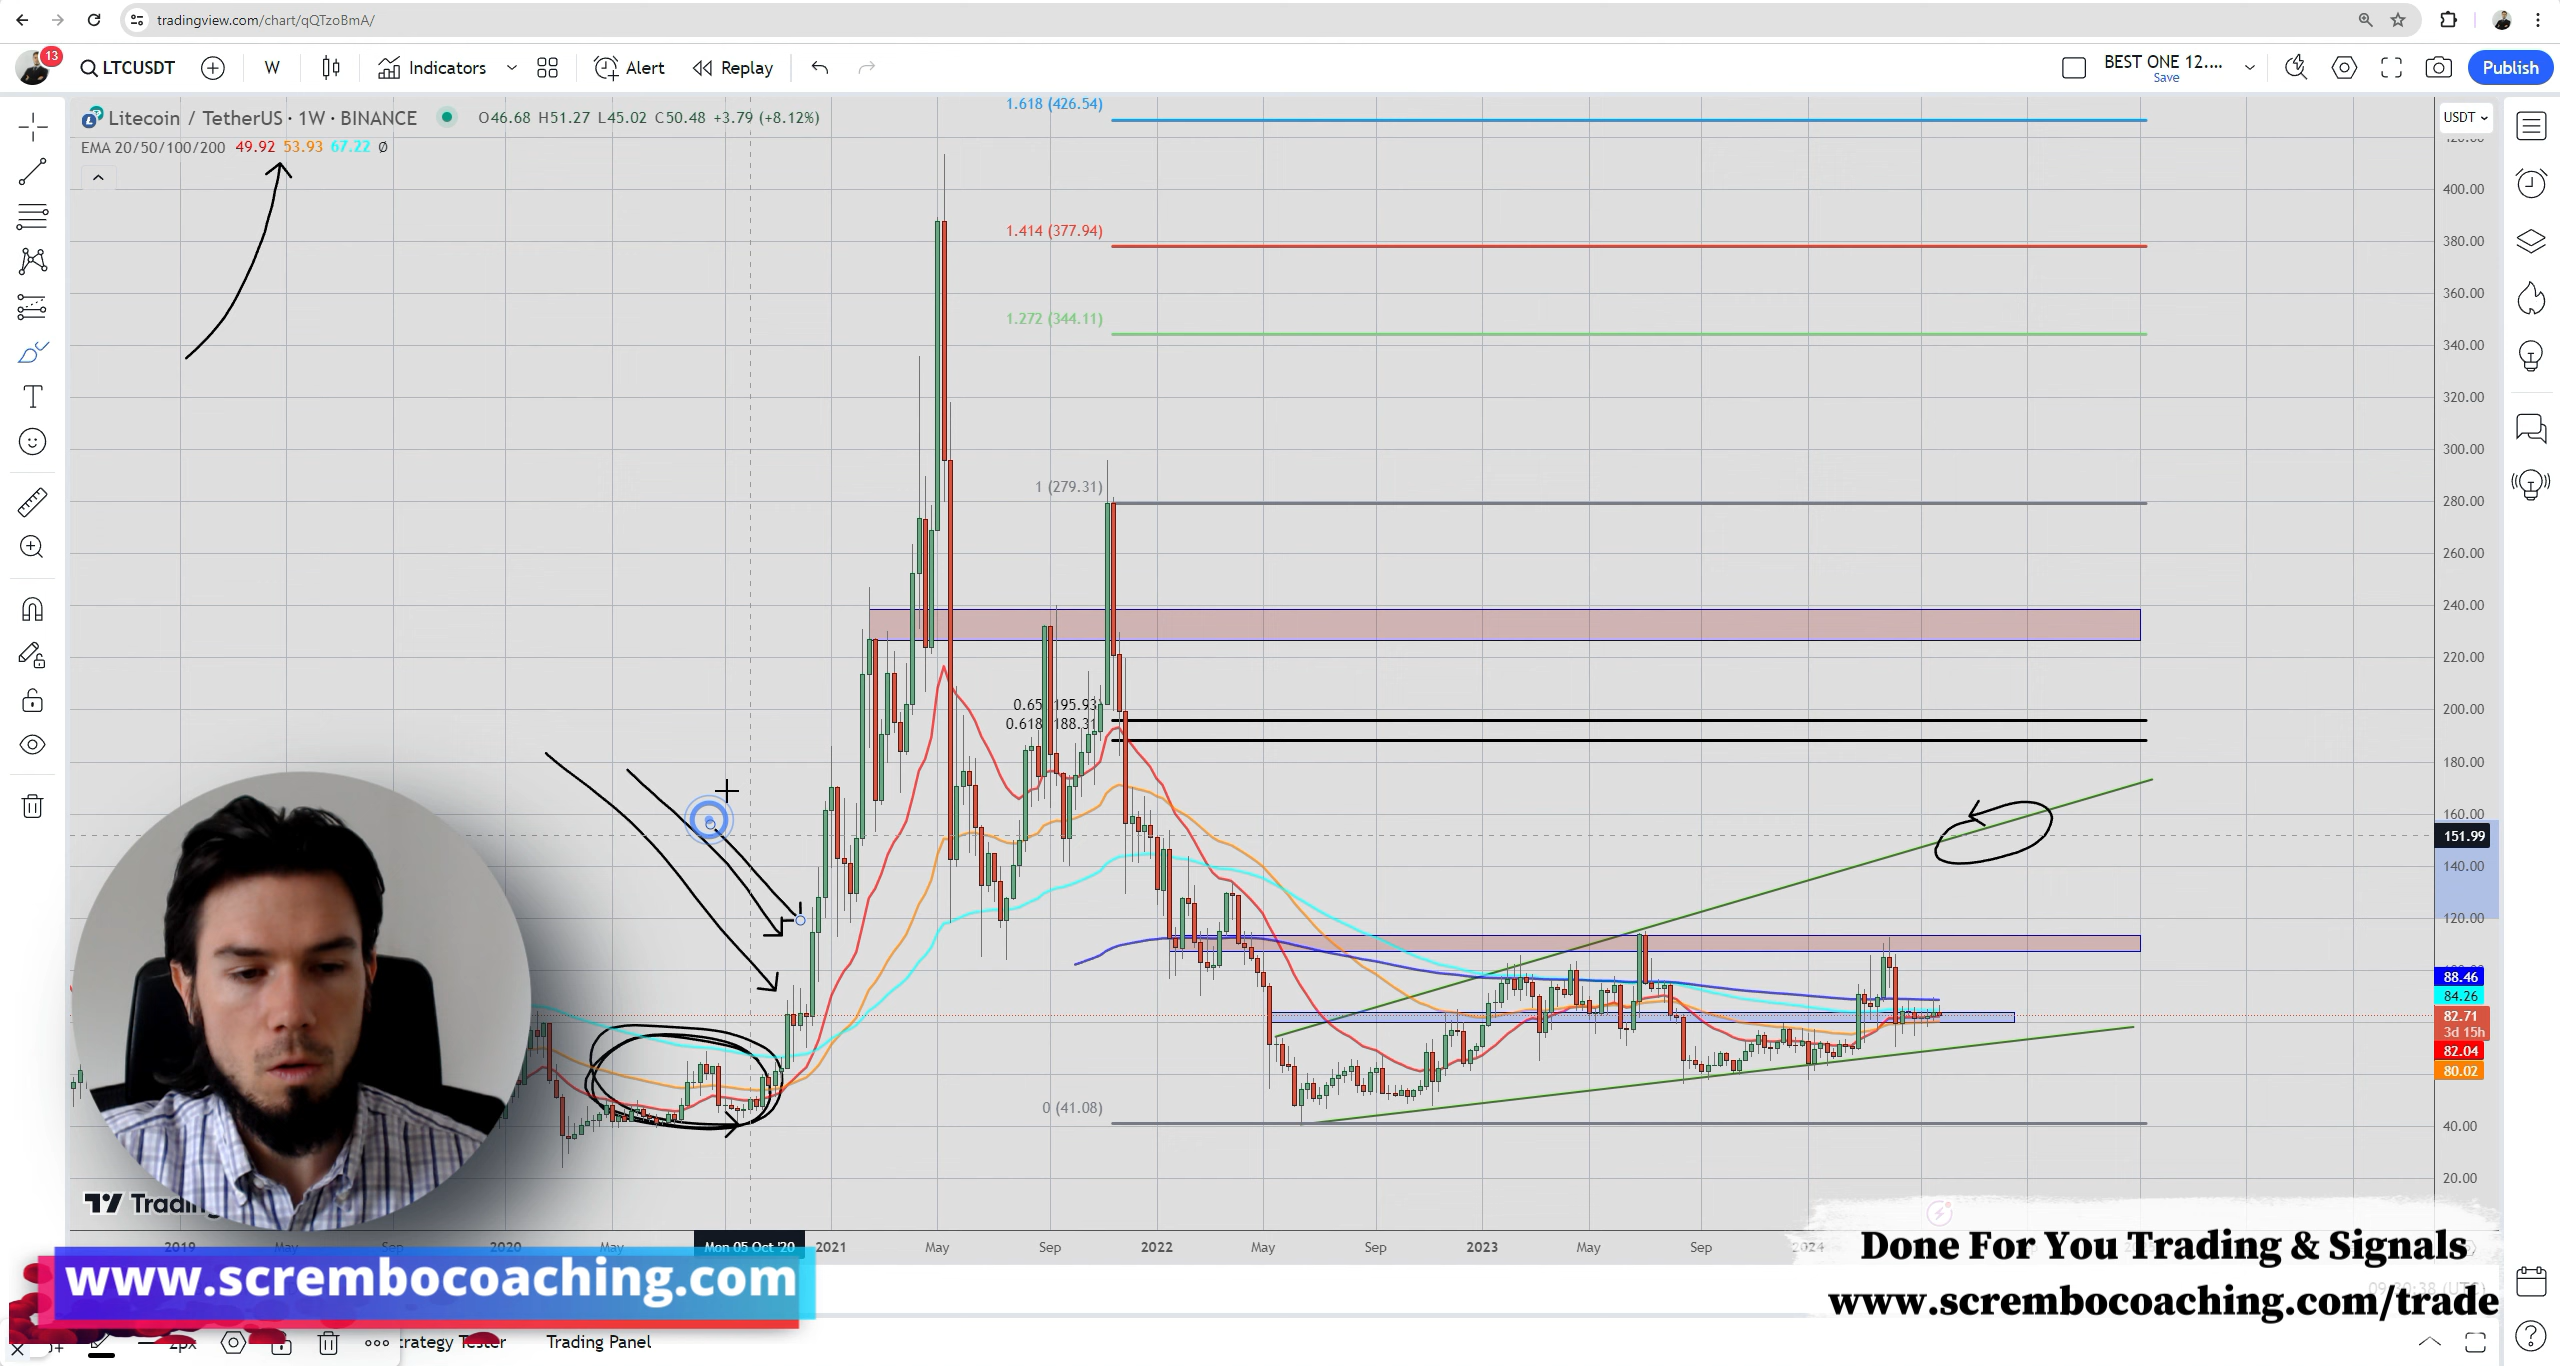 tradingview.com/chart/qQTzoBmA/
13
LTCUSDT
W
Indicators
Alert
Replay
BEST ONE 12....
Save
Publish
Litecoin / TetherUS · 1W · BINANCE
O46.68 H51.27 L45.02 C50.48 +3.79 (+8.12%)
EMA 20/50/100/200 49.92 53.93 67.22 Ø
USDT
1.618 (426.54)
1.414 (377.94)
1.272 (344.11)
1 (279.31)
0.618
0 (41.08)
400.00
380.00
360.00
340.00
320.00
300.00
280.00
260.00
240.00
220.00
200.00
180.00
160.00
151.99
140.00
120.00
88.46
84.26
82.71
3d 15h
82.04
80.02
40.00
20.00
2019 May Sep 2020 May Mon 05 Oct '20 2021 May Sep 2022 May Sep 2023 May Sep 2024
www.scrembocoaching.com
Done For You Trading & Signals
www.scrembocoaching.com/trade
2px
Trading Panel